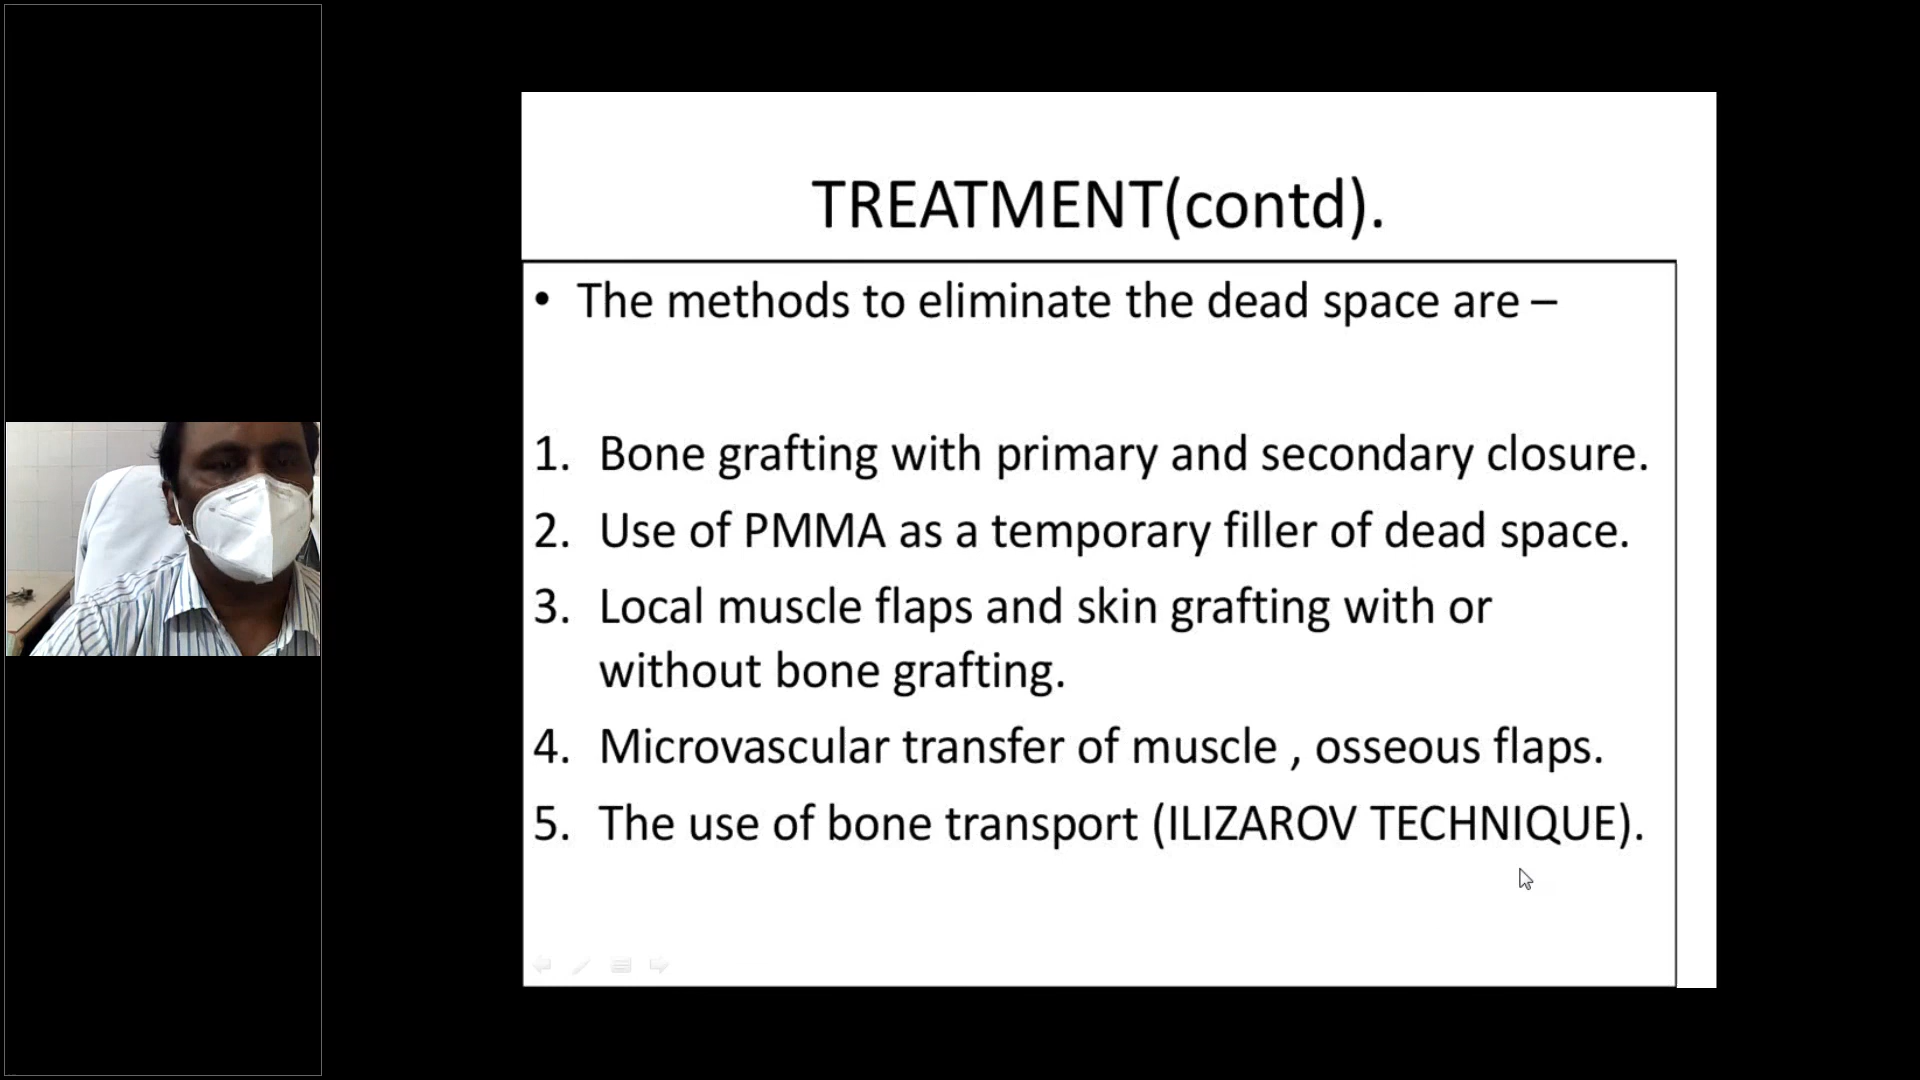 TREATMENT(contd).
• The methods to eliminate the dead space are –
1. Bone grafting with primary and secondary closure.
2. Use of PMMA as a temporary filler of dead space.
3. Local muscle flaps and skin grafting with or
without bone grafting.
4. Microvascular transfer of muscle , osseous flaps.
5. The use of bone transport (ILIZAROV TECHNIQUE).